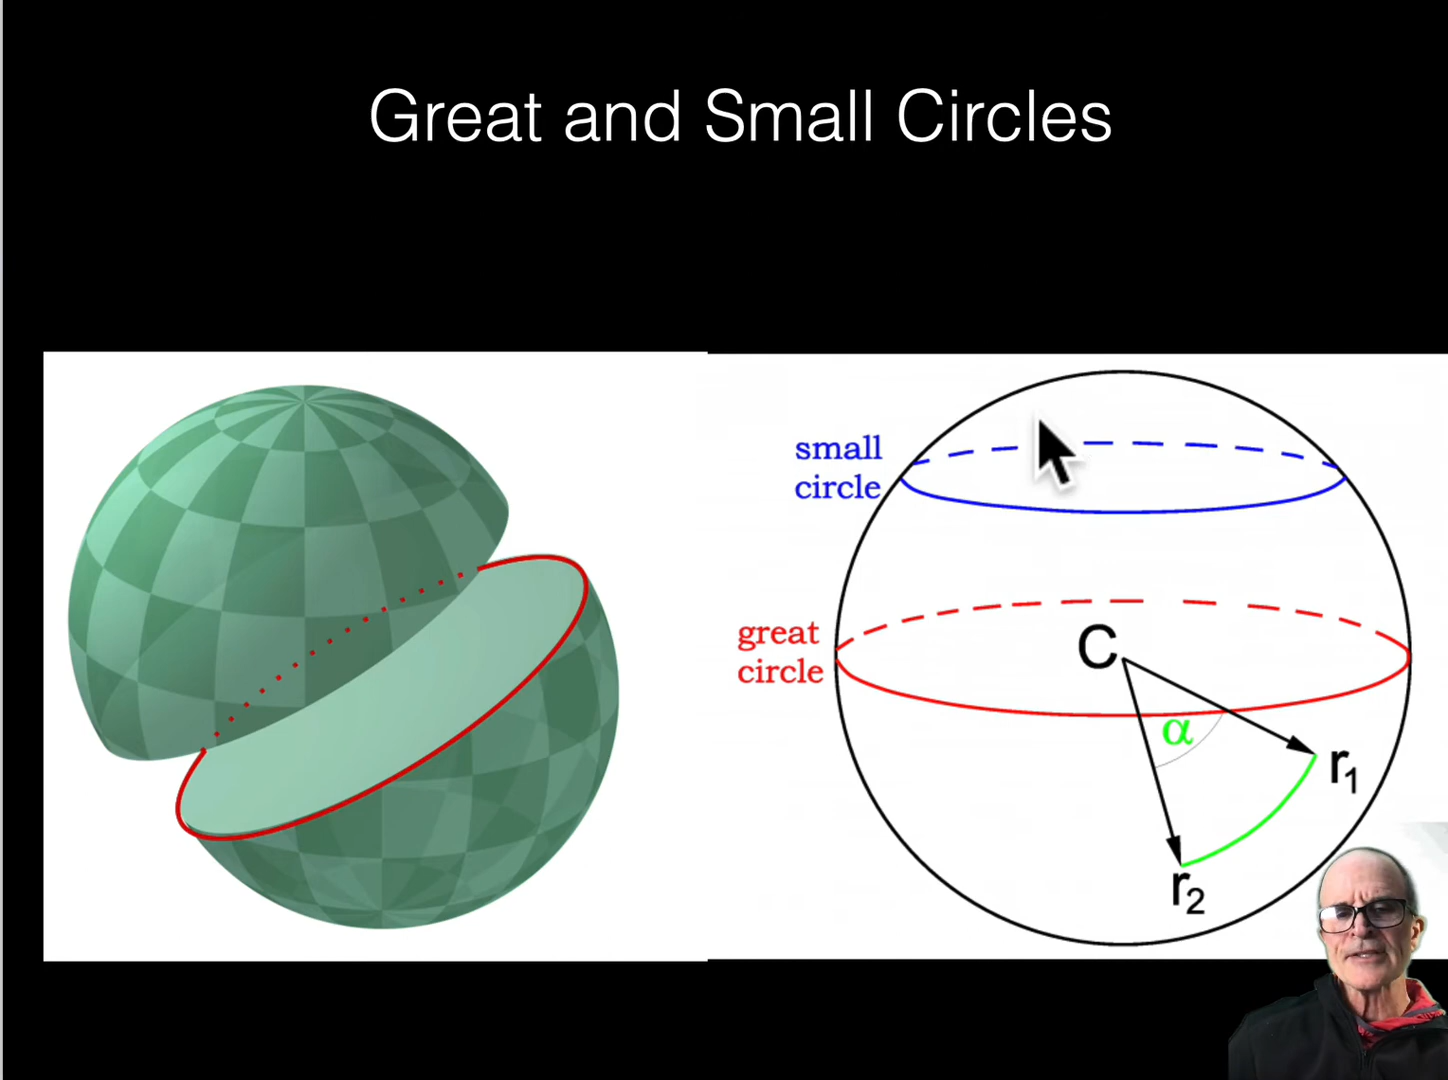 Great and Small Circles
small
circle
great
circle
C
α
r₁
r₂